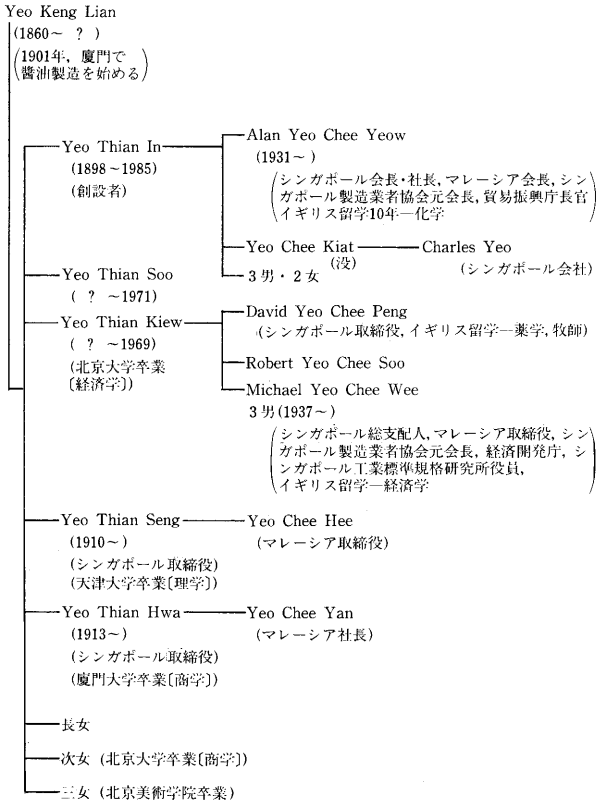 Yeo Keng Lian
(1860～ ? )
(1901年，廈門で
醬油製造を始める)
Yeo Thian In
(1898～1985)
(創設者)
Alan Yeo Chee Yeow
(1931～)
(シンガポール会長・社長，マレーシア会長，シン
ガポール製造業者協会元会長，貿易振興庁長官
イギリス留学10年―化学)
Yeo Chee Kiat
(没)
Charles Yeo
(シンガポール会社)
3男・2女
Yeo Thian Soo
( ? ～1971)
Yeo Thian Kiew
( ? ～1969)
(北京大学卒業
〔経済学〕)
David Yeo Chee Peng
(シンガポール取締役，イギリス留学―薬学，牧師)
Robert Yeo Chee Soo
Michael Yeo Chee Wee
3男(1937～)
(シンガポール総支配人，マレーシア取締役，シン
ガポール製造業者協会元会長，経済開発庁，シ
ンガポール工業標準規格研究所役員，
イギリス留学―経済学)
Yeo Thian Seng
(1910～)
(シンガポール取締役)
(天津大学卒業〔理学〕)
Yeo Chee Hee
(マレーシア取締役)
Yeo Thian Hwa
(1913～)
(シンガポール取締役)
(廈門大学卒業〔商学〕)
Yeo Chee Yan
(マレーシア社長)
長女
次女 (北京大学卒業〔商学〕)
三女 (北京美術学院卒業)